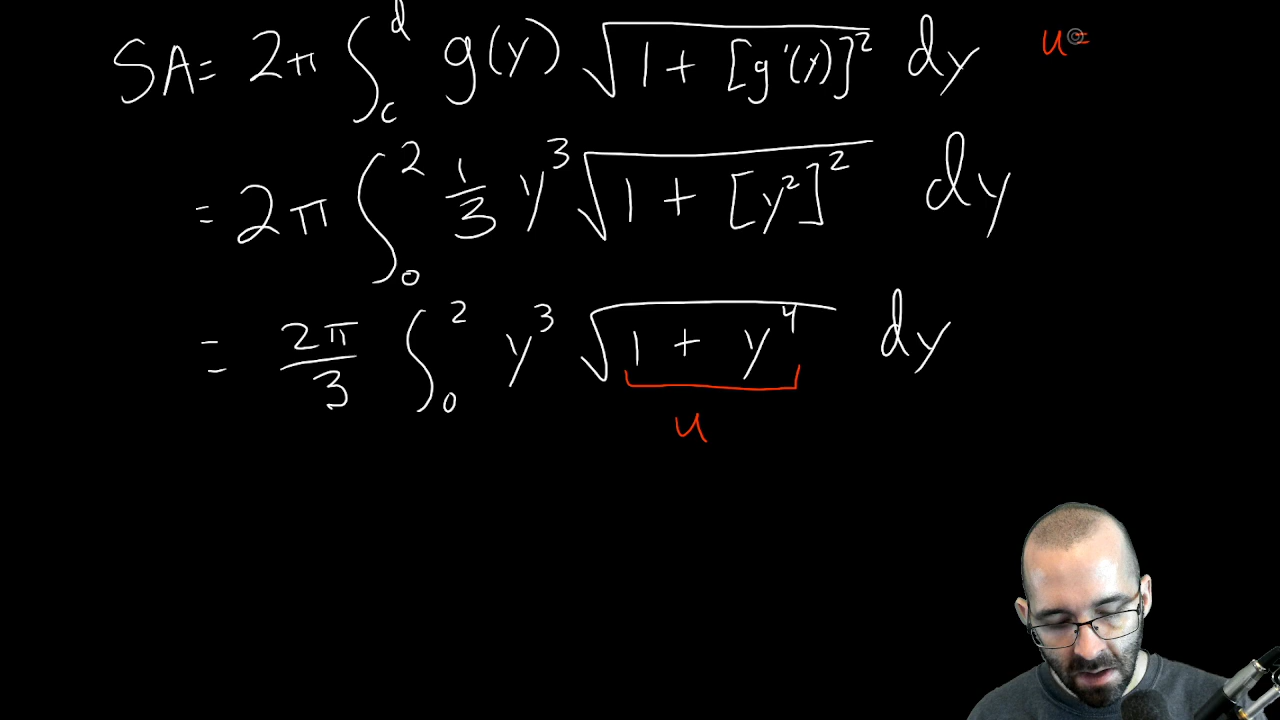 SA = 2π ∫_c^d g(y) √(1 + [g'(y)]²) dy u=
= 2π ∫_0^2 1/3 y³ √(1 + [y²]²) dy
= 2π/3 ∫_0^2 y³ √(1 + y⁴) dy
u